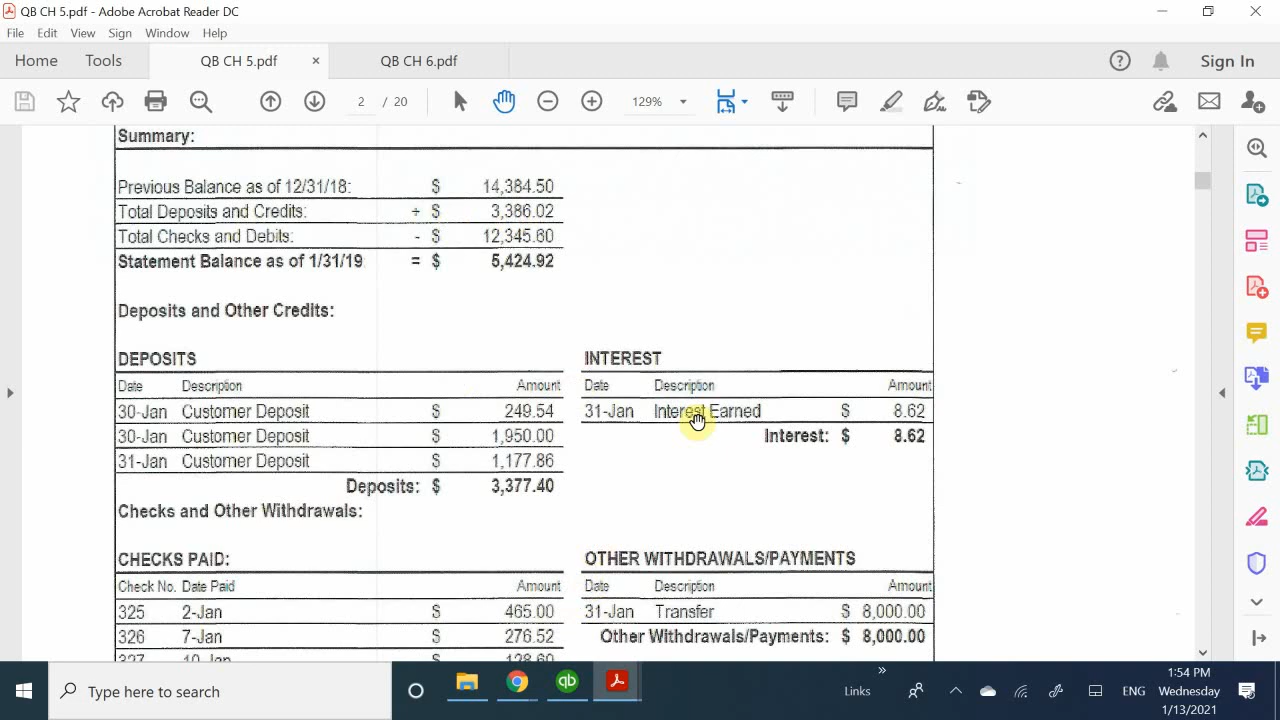 QB CH 5.pdf - Adobe Acrobat Reader DC
File Edit View Sign Window Help
Home Tools QB CH 5.pdf × QB CH 6.pdf Sign In
2 / 20 129%
Summary:
Previous Balance as of 12/31/18: $ 14,384.50
Total Deposits and Credits: + $ 3,386.02
Total Checks and Debits: - $ 12,345.60
Statement Balance as of 1/31/19: = $ 5,424.92
Deposits and Other Credits:
DEPOSITS INTEREST
Date Description Amount Date Description Amount
30-Jan Customer Deposit $ 249.54 31-Jan Interest Earned $ 8.62
30-Jan Customer Deposit $ 1,950.00 Interest: $ 8.62
31-Jan Customer Deposit $ 1,177.86
Deposits: $ 3,377.40
Checks and Other Withdrawals:
CHECKS PAID: OTHER WITHDRAWALS/PAYMENTS
Check No. Date Paid Amount Date Description Amount
325 2-Jan $ 465.00 31-Jan Transfer $ 8,000.00
326 7-Jan $ 276.52 Other Withdrawals/Payments: $ 8,000.00
327 10-Jan $ 128.60
Type here to search qb Links » ENG 1:54 PM
Wednesday
1/13/2021